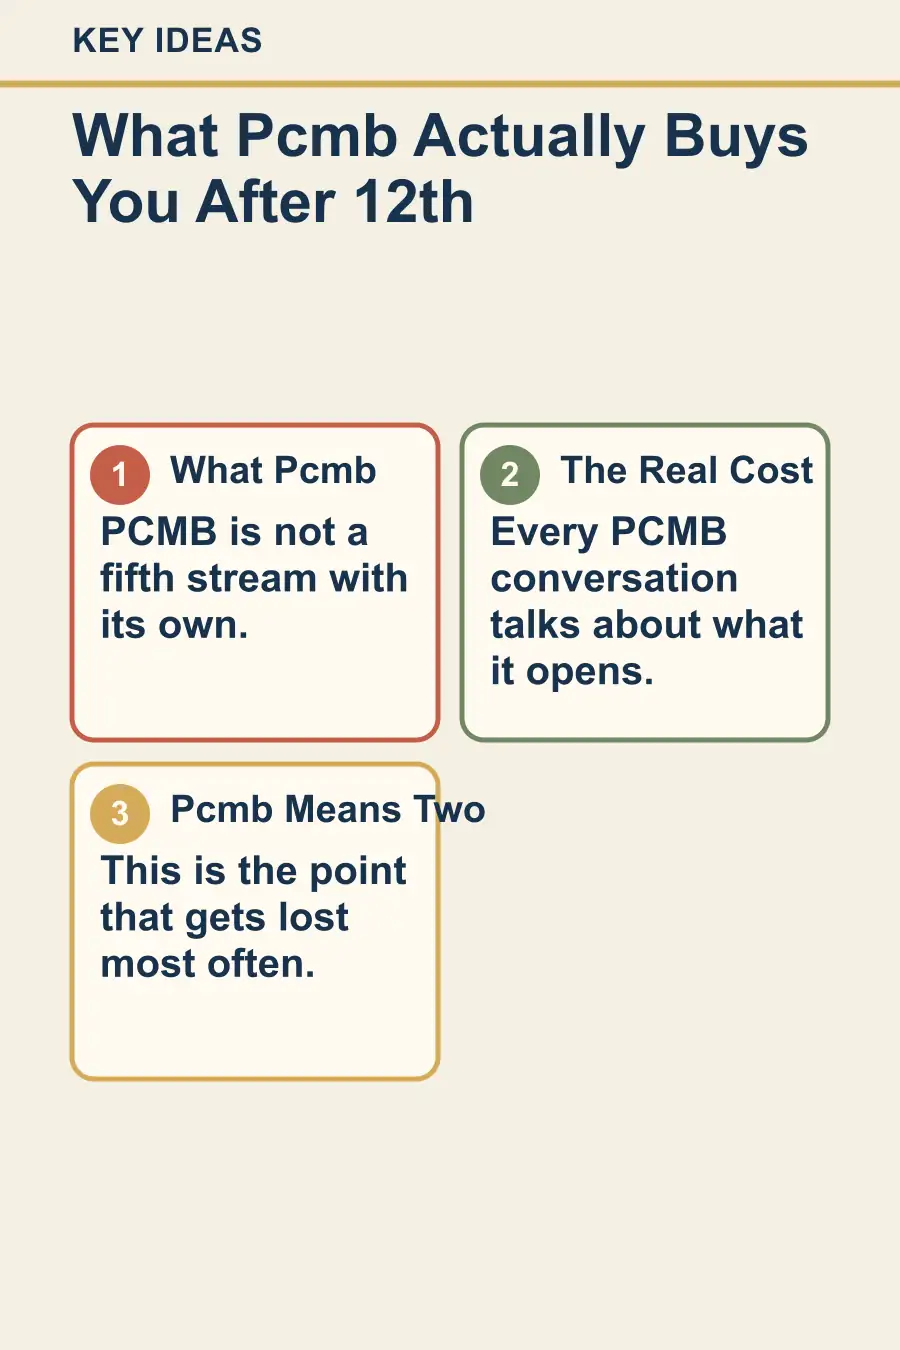 KEY IDEAS
What Pcmb Actually Buys
You After 12th
1 What Pcmb
PCMB is not a
fifth stream with
its own.
2 The Real Cost
Every PCMB
conversation
talks about what
it opens.
3 Pcmb Means Two
This is the point
that gets lost
most often.